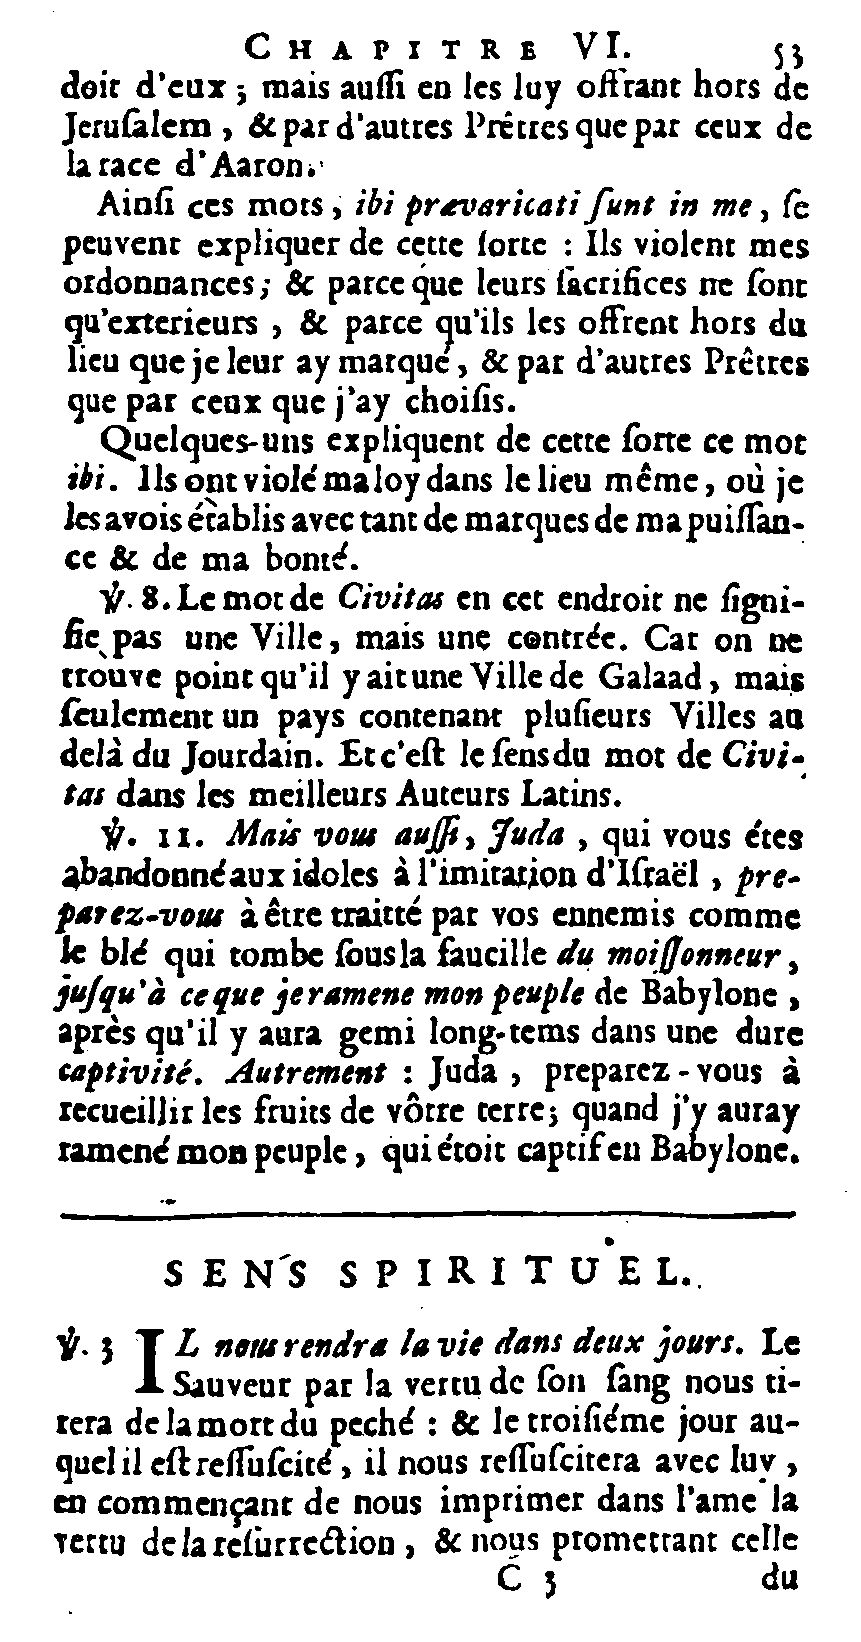 CHAPITRE VI. 53
doit d'eux ; mais auſſi en les luy offrant hors de
Jeruſalem , & par d'autres Prêtres que par ceux de
la race d'Aaron.
Ainſi ces mots , ibi prævaricati ſunt in me , ſe
peuvent expliquer de cette ſorte : Ils violent mes
ordonnances ; & parce que leurs ſacrifices ne ſont
qu'exterieurs , & parce qu'ils les offrent hors du
lieu que je leur ay marqué , & par d'autres Prêtres
que par ceux que j'ay choiſis.
Quelques-uns expliquent de cette ſorte ce mot
ibi. Ils ont violé ma loy dans le lieu même, où je
les avois établis avec tant de marques de ma puiſſan-
ce & de ma bonté.
℣. 8. Le mot de Civitas en cet endroit ne ſigni-
fie pas une Ville, mais une contrée. Car on ne
trouve point qu'il y ait une Ville de Galaad, mais
ſeulement un pays contenant pluſieurs Villes au
delà du Jourdain. Et c'eſt le ſens du mot de Civi-
tas dans les meilleurs Auteurs Latins.
℣. 11. Mais vous auſſi, Juda , qui vous étes
abandonné aux idoles à l'imitation d'Iſraël , pre-
parez-vous à être traitté par vos ennemis comme
le blé qui tombe ſous la faucille du moiſſonneur ,
juſqu'à ce que je ramene mon peuple de Babylone ,
après qu'il y aura gemi long-tems dans une dure
captivité. Autrement : Juda , preparez-vous à
recueillir les fruits de vôtre terre; quand j'y auray
ramené mon peuple , qui étoit captif en Babylone.
SENS SPIRITUEL.
℣. 3 IL nous rendra la vie dans deux jours. Le
Sauveur par la vertu de ſon ſang nous ti-
rera de la mort du peché : & le troiſiéme jour au-
quel il eſt reſſuſcité , il nous reſſuſcitera avec luy ,
en commençant de nous imprimer dans l'ame la
vertu de la reſurrection , & nous promettant celle
C 3 du